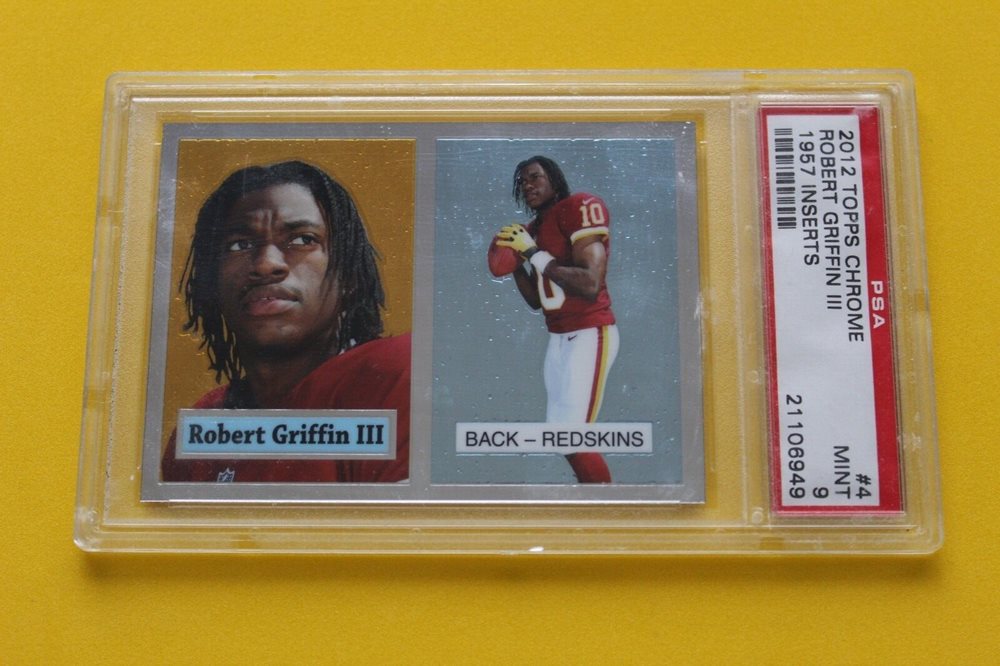 Robert Griffin III
10
BACK – REDSKINS
PSA
2012 TOPPS CHROME
ROBERT GRIFFIN III
1957 INSERTS
#4
MINT
9
21106949